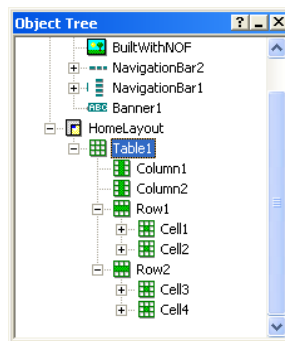 Object Tree
BuiltWithNOF
NavigationBar2
NavigationBar1
ABC Banner1
HomeLayout
Table1
Column1
Column2
Row1
Cell1
Cell2
Row2
Cell3
Cell4